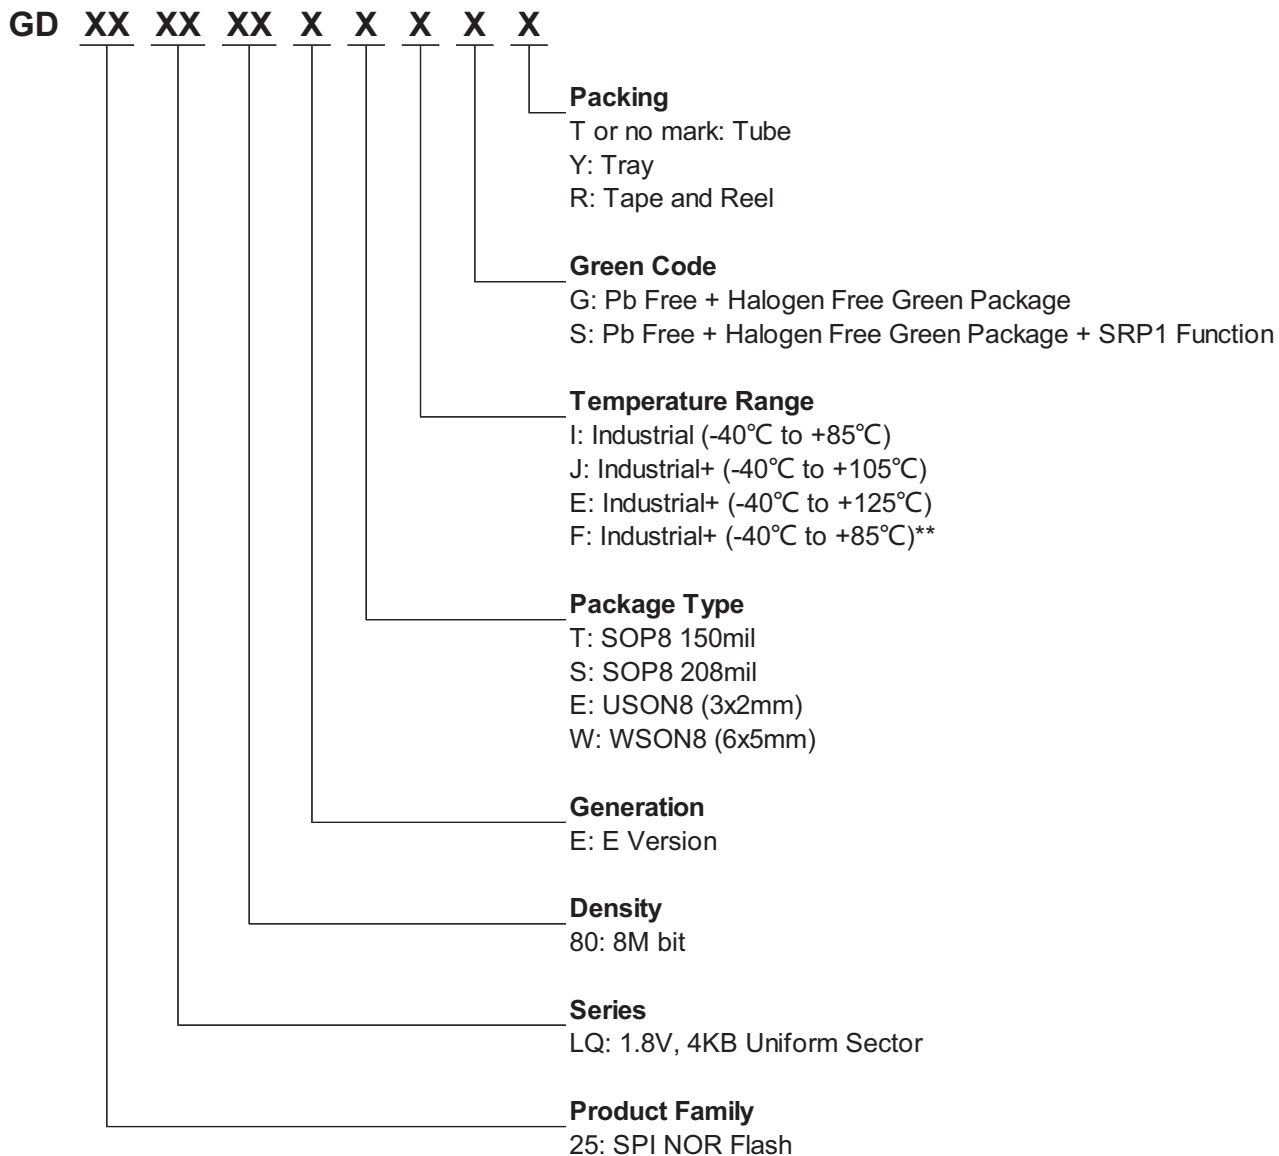 GD XX XX XX X X X X X
Packing
T or no mark: Tube
Y: Tray
R: Tape and Reel
Green Code
G: Pb Free + Halogen Free Green Package
S: Pb Free + Halogen Free Green Package + SRP1 Function
Temperature Range
I: Industrial (-40℃ to +85℃)
J: Industrial+ (-40℃ to +105℃)
E: Industrial+ (-40℃ to +125℃)
F: Industrial+ (-40℃ to +85℃)**
Package Type
T: SOP8 150mil
S: SOP8 208mil
E: USON8 (3x2mm)
W: WSON8 (6x5mm)
Generation
E: E Version
Density
80: 8M bit
Series
LQ: 1.8V, 4KB Uniform Sector
Product Family
25: SPI NOR Flash